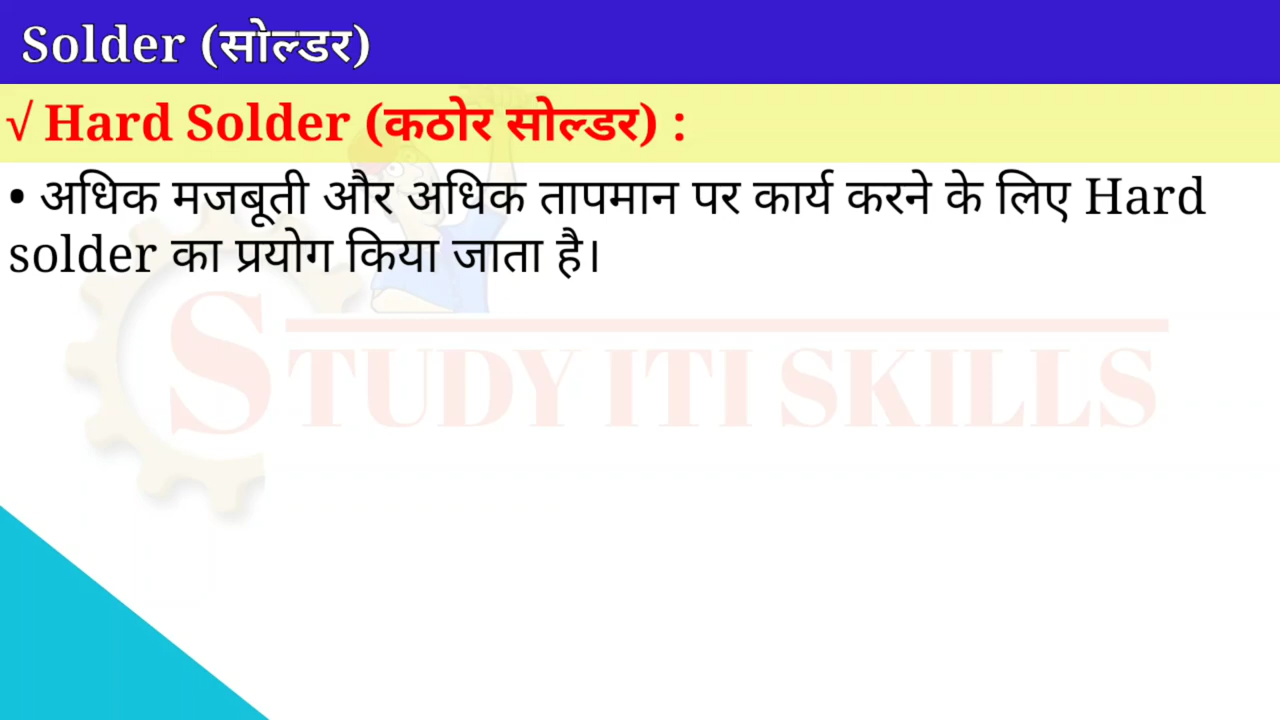 Solder (सोल्डर)
√ Hard Solder (कठोर सोल्डर) :
• अधिक मजबूती और अधिक तापमान पर कार्य करने के लिए Hard
solder का प्रयोग किया जाता है।
STUDY ITI SKILLS